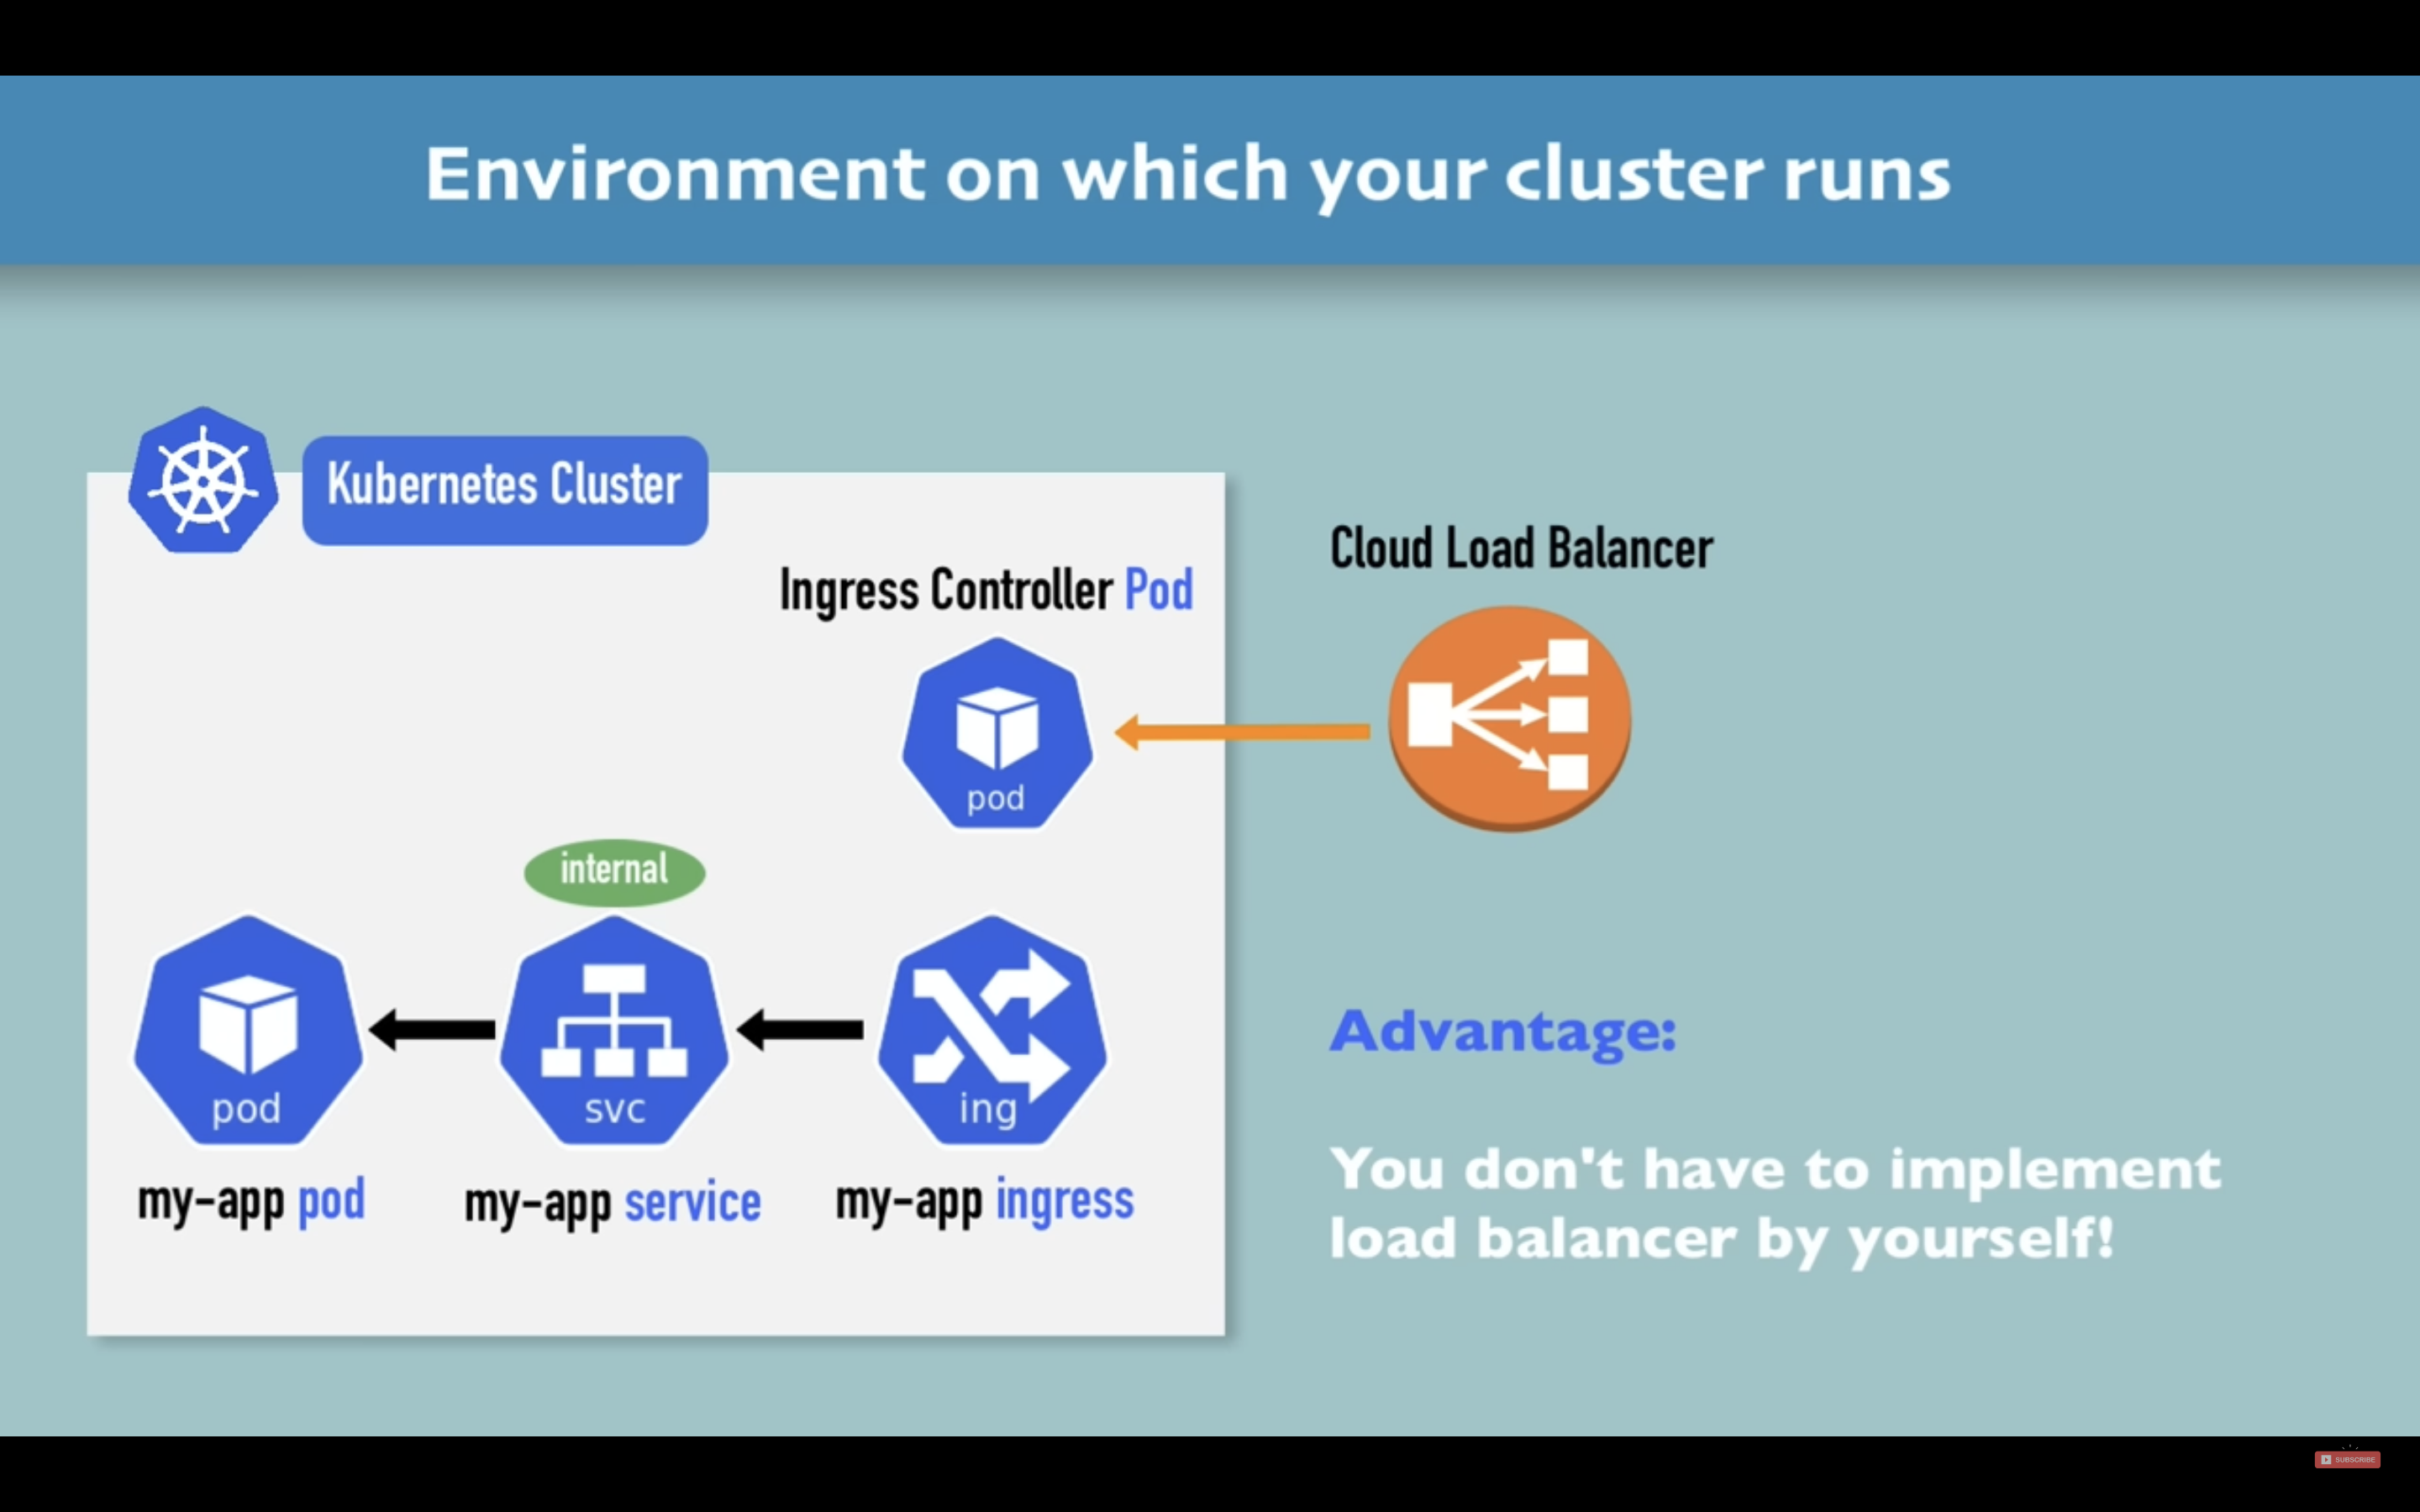 Environment on which your cluster runs
Kubernetes Cluster
Ingress Controller Pod
pod
Cloud Load Balancer
internal
pod
svc
ing
my-app pod
my-app service
my-app ingress
Advantage:
You don't have to implement
load balancer by yourself!
SUBSCRIBE